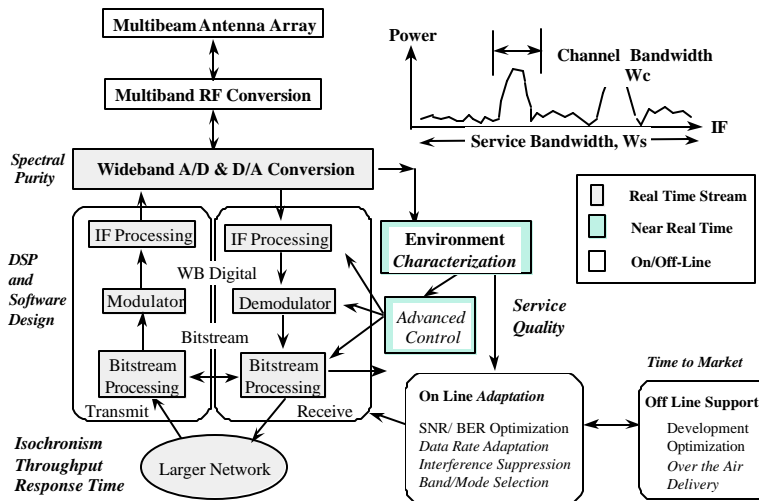 Multibeam Antenna Array
Power
Channel Bandwidth
Wc
Multiband RF Conversion
IF
Service Bandwidth, Ws
Spectral
Purity
Wideband A/D & D/A Conversion
Real Time Stream
Near Real Time
On/Off-Line
IF Processing
IF Processing
Environment
Characterization
WB Digital
DSP
and
Software
Design
Modulator
Demodulator
Advanced
Control
Service
Quality
Bitstream
Bitstream
Processing
Bitstream
Processing
Transmit
Receive
Time to Market
On Line Adaptation
SNR/ BER Optimization
Data Rate Adaptation
Interference Suppression
Band/Mode Selection
Off Line Support
Development
Optimization
Over the Air
Delivery
Isochronism
Throughput
Response Time
Larger Network